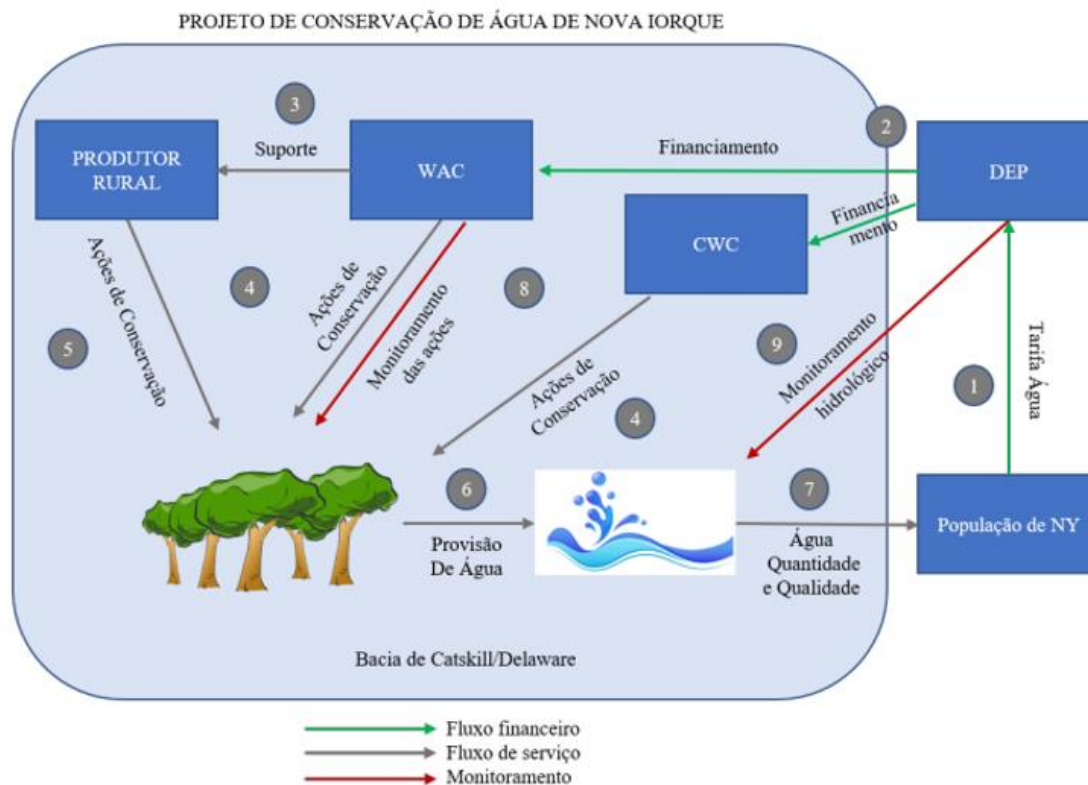 PROJETO DE CONSERVAÇÃO DE ÁGUA DE NOVA IORQUE
3
2
PRODUTOR
RURAL
Suporte
WAC
Financiamento
DEP
CWC
Financia
mento
Ações de Conservação
4
Ações de
Conservação
Monitoramento
das ações
8
5
9
Ações de
Conservação
4
Monitoramento
hidrológico
1
Tarifa Água
6
7
Provisão
De Água
Água
Quantidade
e Qualidade
População de NY
Bacia de Catskill/Delaware
Fluxo financeiro
Fluxo de serviço
Monitoramento